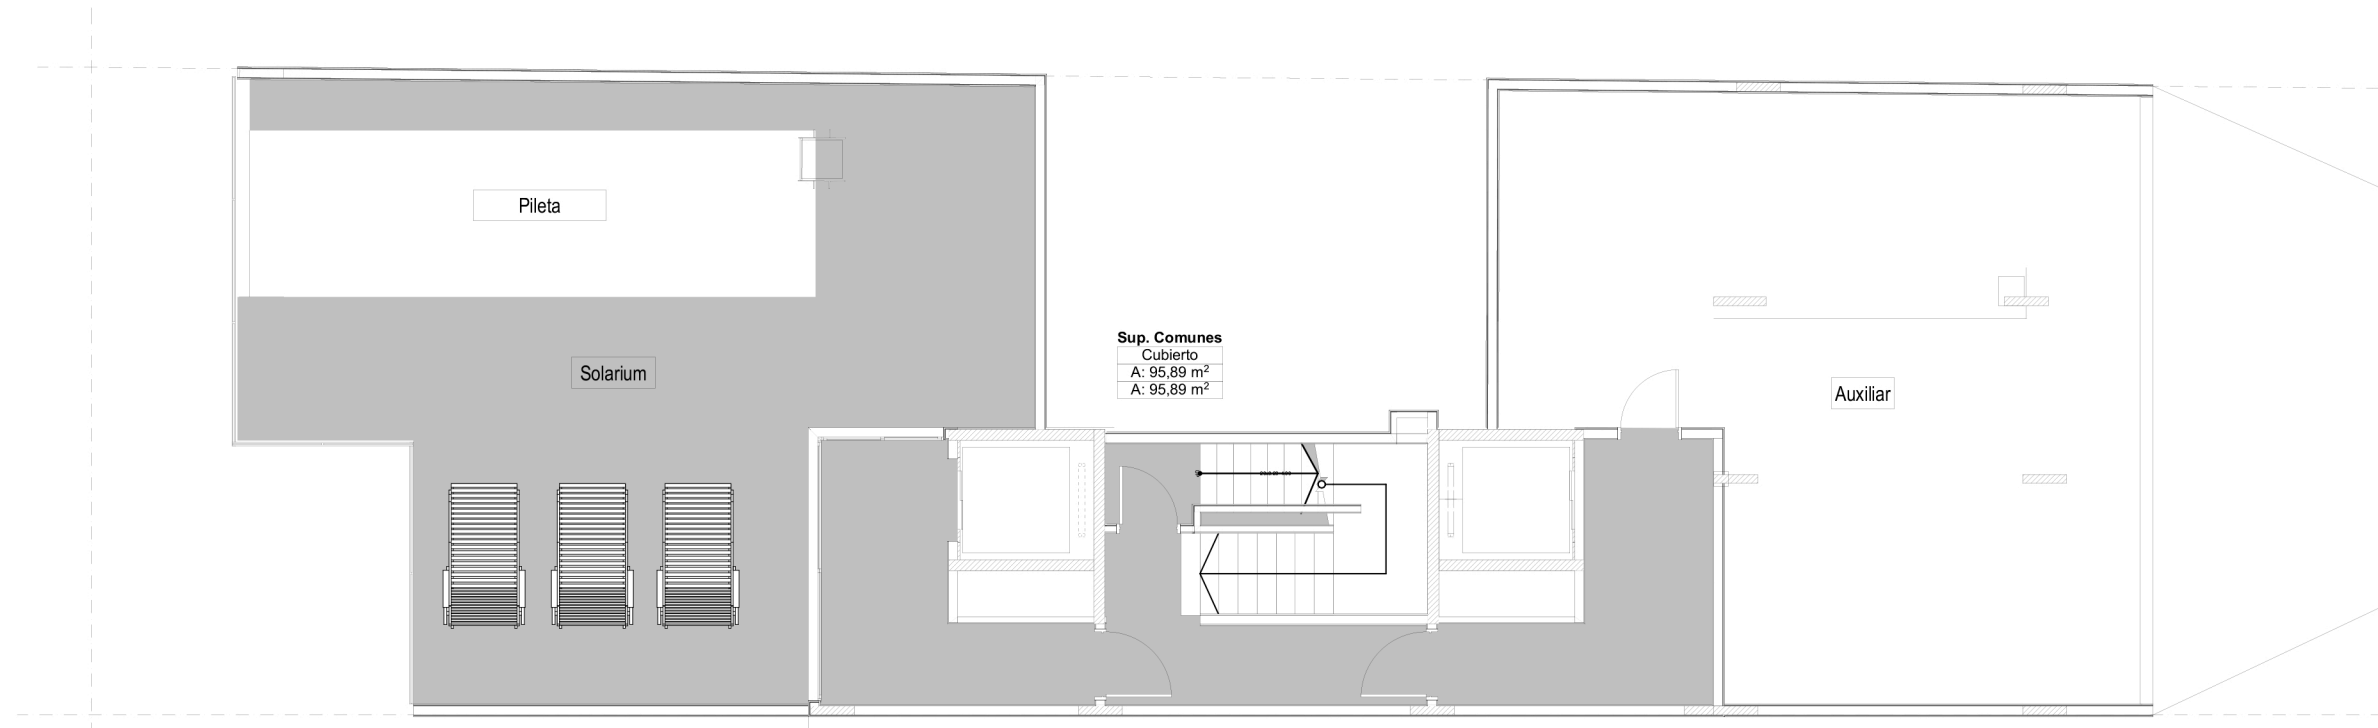 Pileta
Solarium
Sup. Comunes
Cubierto
A: 95,89 m²
A: 95,89 m²
Auxiliar